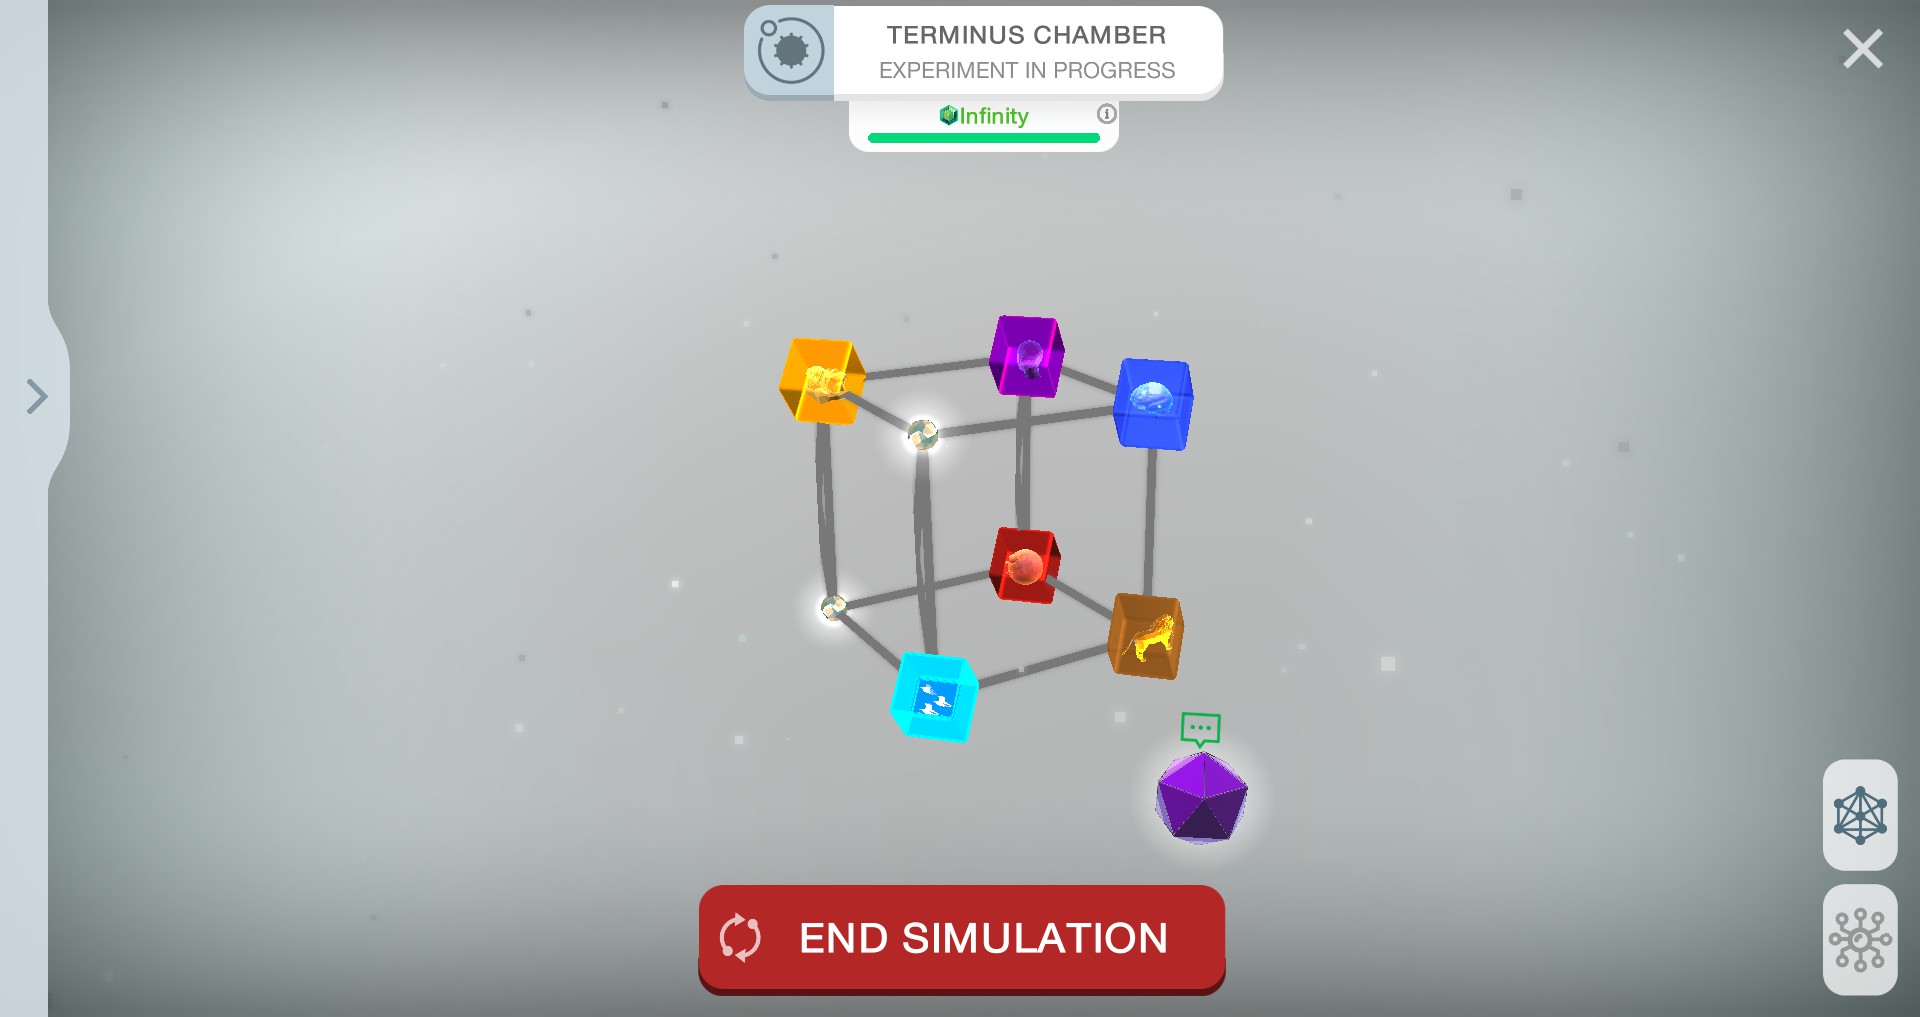 TERMINUS CHAMBER
EXPERIMENT IN PROGRESS
Infinity
END SIMULATION